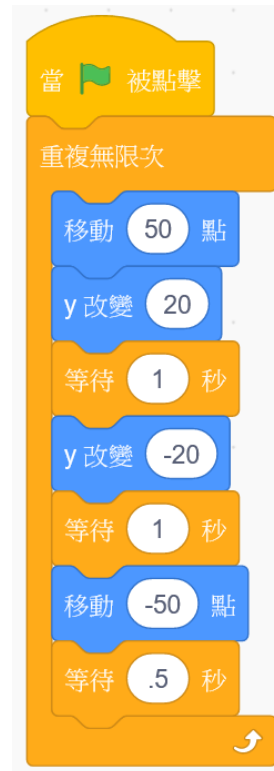 當 被點擊
重複無限次
移動 50 點
y 改變 20
等待 1 秒
y 改變 -20
等待 1 秒
移動 -50 點
等待 .5 秒